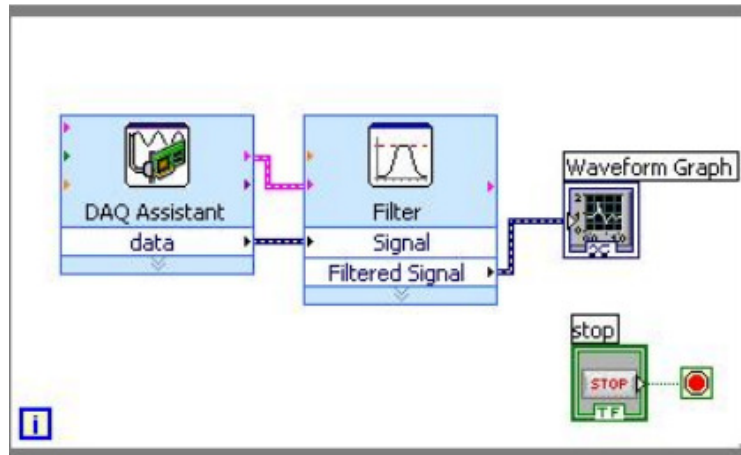 DAQ Assistant
data
Filter
Signal
Filtered Signal
Waveform Graph
stop
STOP
TF
i